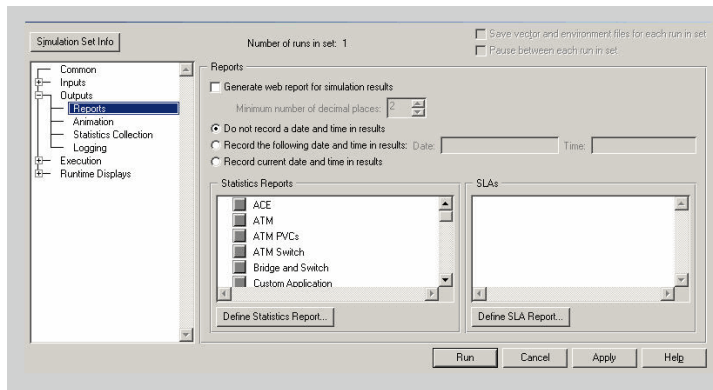 Simulation Set Info
Number of runs in set: 1
Save vector and environment files for each run in set
Pause between each run in set
Common
Inputs
Outputs
Reports
Animation
Statistics Collection
Logging
Execution
Runtime Displays
Reports
Generate web report for simulation results
Minimum number of decimal places: 2
Do not record a date and time in results
Record the following date and time in results: Date: Time:
Record current date and time in results
Statistics Reports
ACE
ATM
ATM PVCs
ATM Switch
Bridge and Switch
Custom Application
Define Statistics Report...
SLAs
Define SLA Report...
Run Cancel Apply Help